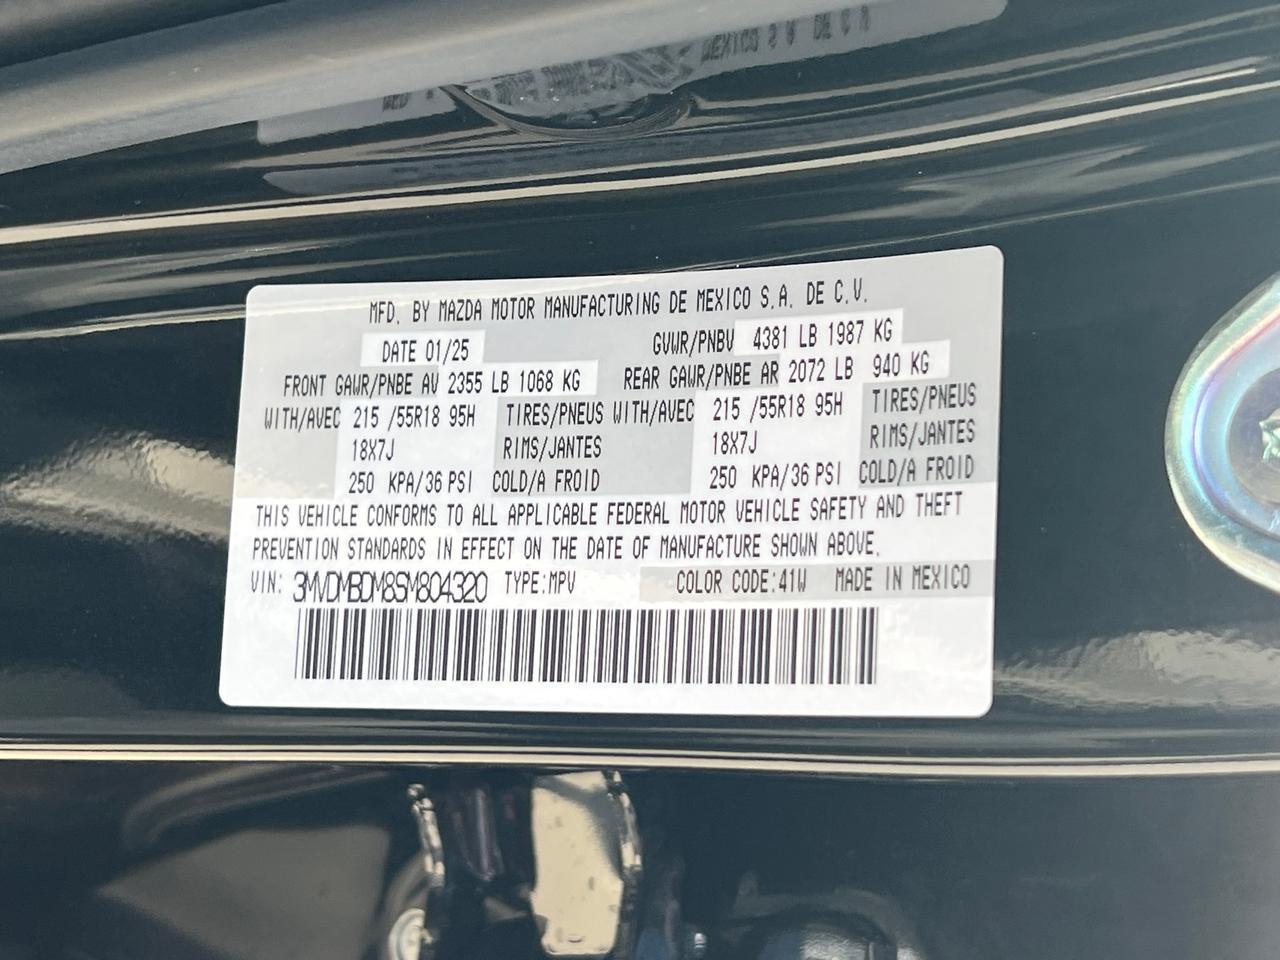 MFD. BY MAZDA MOTOR MANUFACTURING DE MEXICO S.A. DE C.V.
DATE 01/25 GVWR/PNBV 4381 LB 1987 KG
FRONT GAWR/PNBE AV 2355 LB 1068 KG REAR GAWR/PNBE AR 2072 LB 940 KG
WITH/AVEC 215 /55R18 95H TIRES/PNEUS WITH/AVEC 215 /55R18 95H TIRES/PNEUS
18X7J RIMS/JANTES 18X7J RIMS/JANTES
250 KPA/36 PSI COLD/A FROID 250 KPA/36 PSI COLD/A FROID
THIS VEHICLE CONFORMS TO ALL APPLICABLE FEDERAL MOTOR VEHICLE SAFETY AND THEFT
PREVENTION STANDARDS IN EFFECT ON THE DATE OF MANUFACTURE SHOWN ABOVE.
VIN: 3MVDMBDM8SM804320 TYPE:MPV COLOR CODE:41W MADE IN MEXICO